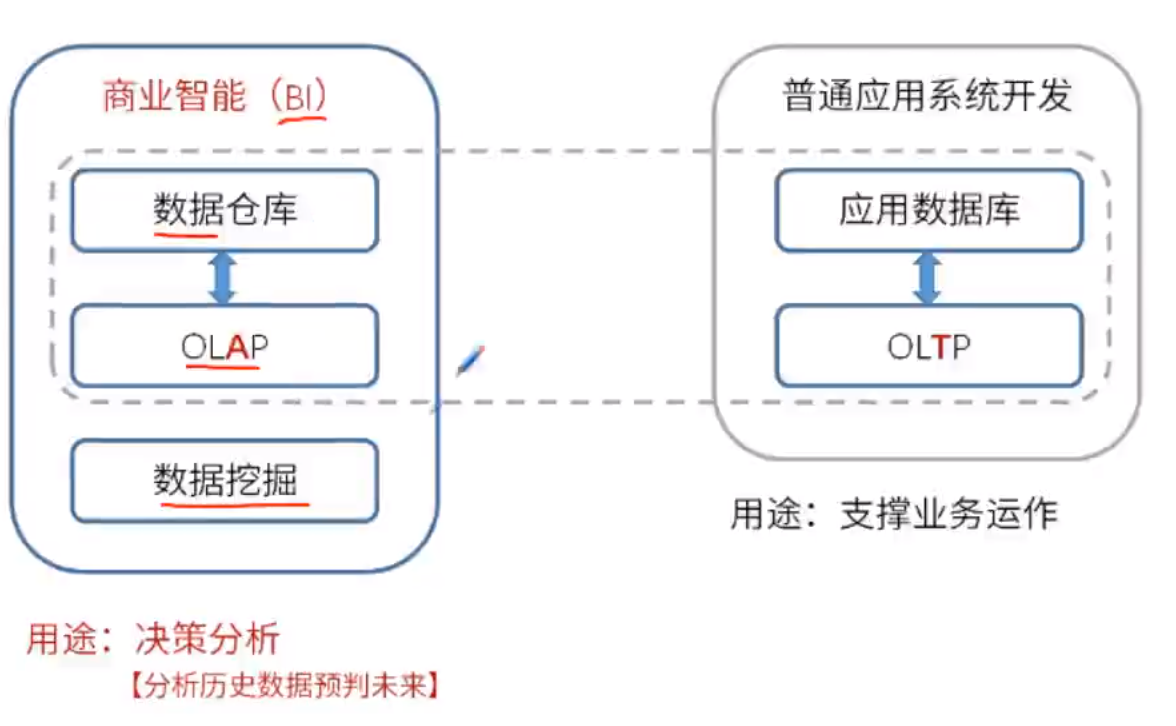 商业智能（BI）
数据仓库
OLAP
数据挖掘
用途：决策分析
【分析历史数据预判未来】
普通应用系统开发
应用数据库
OLTP
用途：支撑业务运作